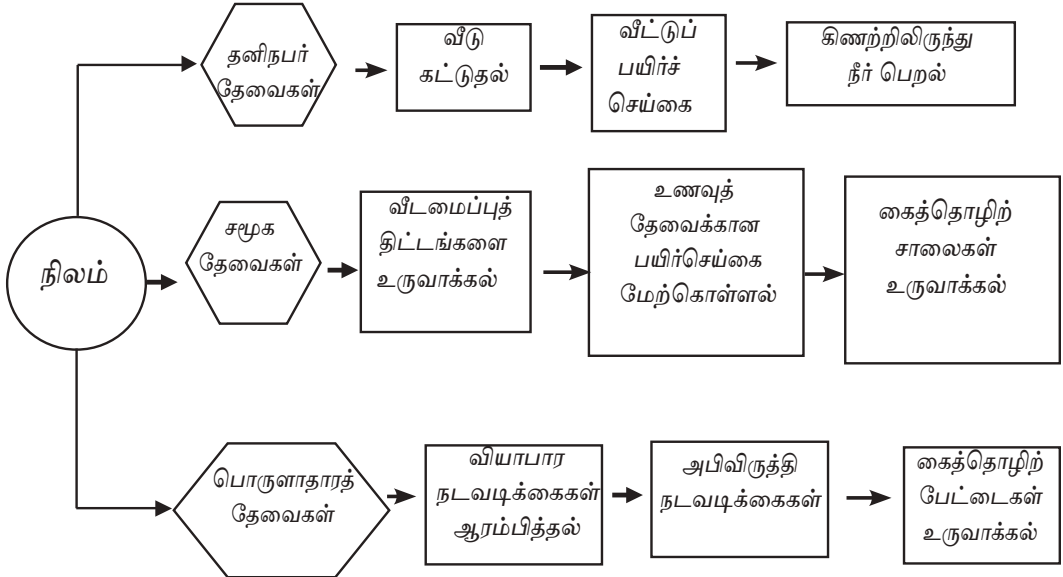 தனிநபர்
தேவைகள்
வீடு
கட்டுதல்
வீட்டுப்
பயிர்ச்
செய்கை
கிணற்றிலிருந்து
நீர் பெறல்
நிலம்
சமூக
தேவைகள்
வீடமைப்புத்
திட்டங்களை
உருவாக்கல்
உணவுத்
தேவைக்கான
பயிர்செய்கை
மேற்கொள்ளல்
கைத்தொழிற்
சாலைகள்
உருவாக்கல்
பொருளாதாரத்
தேவைகள்
வியாபார
நடவடிக்கைகள்
ஆரம்பித்தல்
அபிவிருத்தி
நடவடிக்கைகள்
கைத்தொழிற்
பேட்டைகள்
உருவாக்கல்